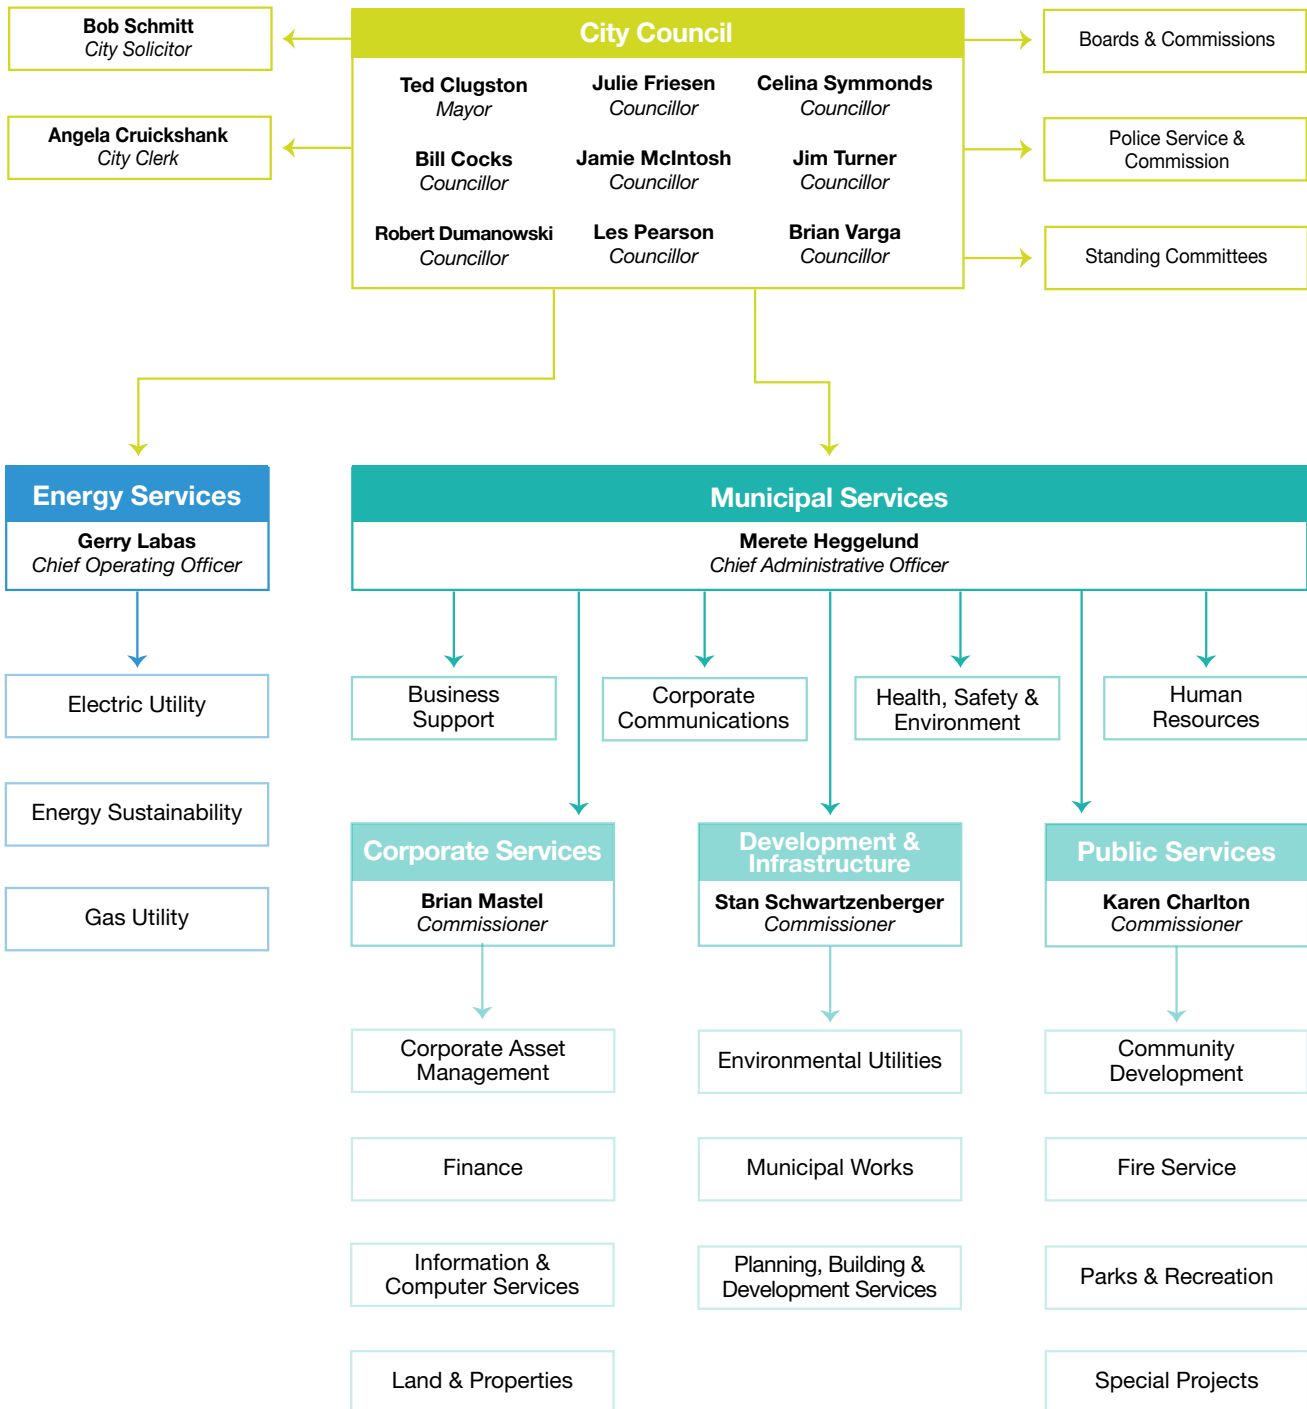 Bob Schmitt
City Solicitor
Angela Cruickshank
City Clerk
City Council
Ted Clugston
Mayor
Julie Friesen
Councillor
Celina Symmonds
Councillor
Bill Cocks
Councillor
Jamie McIntosh
Councillor
Jim Turner
Councillor
Robert Dumanowski
Councillor
Les Pearson
Councillor
Brian Varga
Councillor
Boards & Commissions
Police Service &
Commission
Standing Committees
Energy Services
Gerry Labas
Chief Operating Officer
Electric Utility
Energy Sustainability
Gas Utility
Municipal Services
Merete Heggelund
Chief Administrative Officer
Business
Support
Corporate
Communications
Health, Safety &
Environment
Human
Resources
Corporate Services
Brian Mastel
Commissioner
Corporate Asset
Management
Finance
Information &
Computer Services
Land & Properties
Development &
Infrastructure
Stan Schwartzenberger
Commissioner
Environmental Utilities
Municipal Works
Planning, Building &
Development Services
Public Services
Karen Charlton
Commissioner
Community
Development
Fire Service
Parks & Recreation
Special Projects